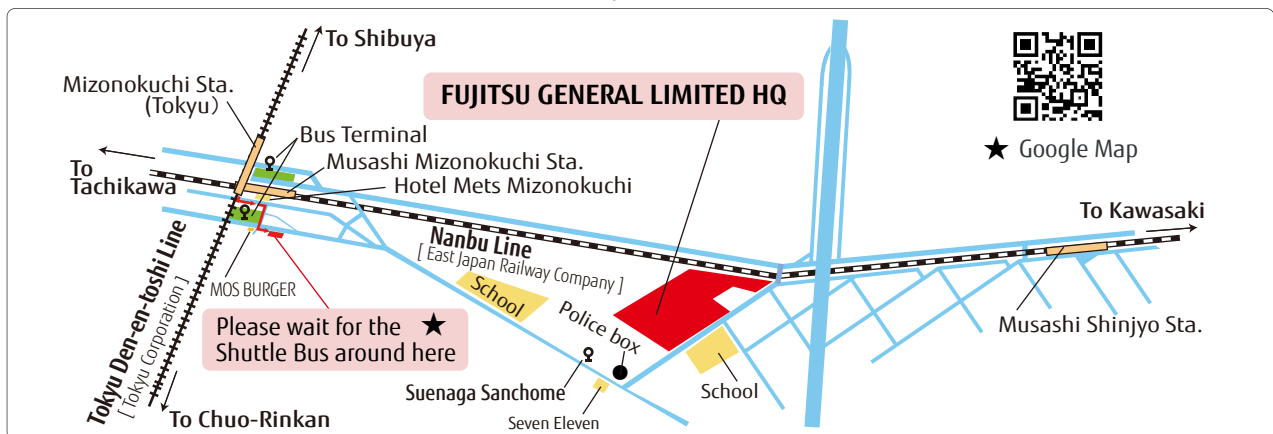 To Shibuya
Mizonokuchi Sta.
(Tokyu)
Bus Terminal
Musashi Mizonokuchi Sta.
Hotel Mets Mizonokuchi
To
Tachikawa
FUJITSU GENERAL LIMITED HQ
★ Google Map
To Kawasaki
Nanbu Line
[ East Japan Railway Company ]
Tokyu Den-en-toshi Line
[ Tokyu Corporation ]
MOS BURGER
School
Police box
Please wait for the ★
Shuttle Bus around here
Musashi Shinjyo Sta.
Suenaga Sanchome
School
Seven Eleven
To Chuo-Rinkan